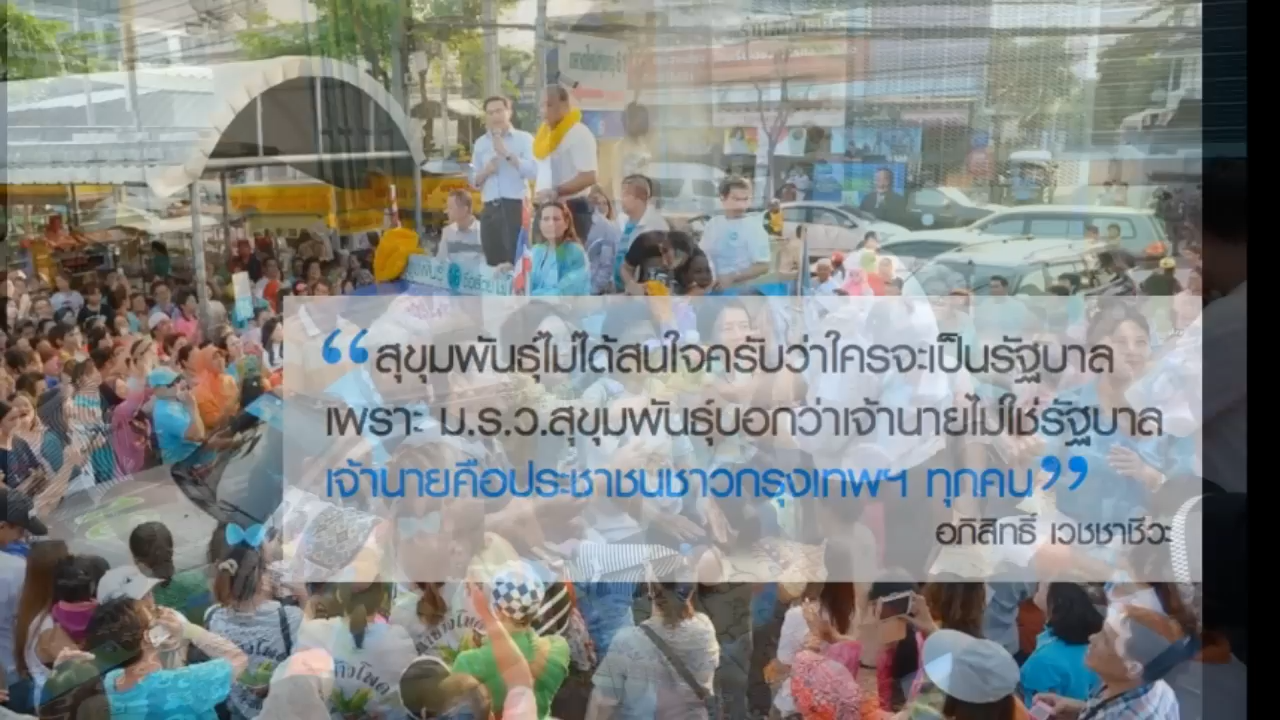 “สุขุมพันธุ์ไม่ได้สนใจครับว่าใครจะเป็นรัฐบาล
เพราะ ม.ร.ว.สุขุมพันธุ์บอกว่าเจ้านายไม่ใช่รัฐบาล
เจ้านายคือประชาชนชาวกรุงเทพฯ ทุกคน”
อภิสิทธิ์ เวชชาชีวะ